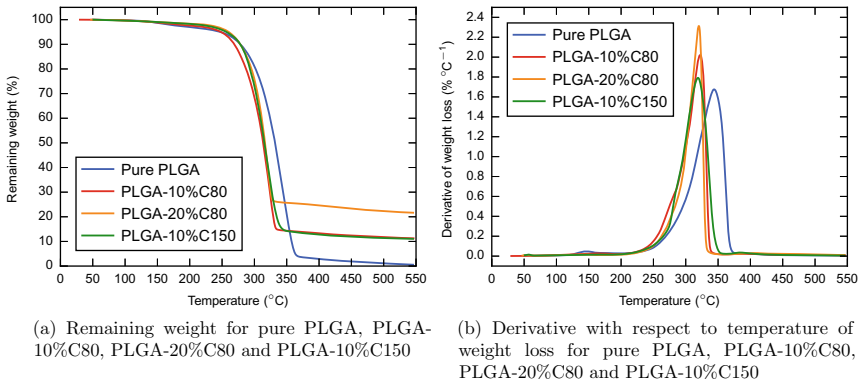 100
90
80
70
60
50
40
30
20
10
0
Remaining weight (%)
Pure PLGA
PLGA-10%C80
PLGA-20%C80
PLGA-10%C150
0 50 100 150 200 250 300 350 400 450 500 550
Temperature (°C)
(a) Remaining weight for pure PLGA, PLGA-
10%C80, PLGA-20%C80 and PLGA-10%C150
2.4
2.2
2.0
1.8
1.6
1.4
1.2
1.0
0.8
0.6
0.4
0.2
0.0
Derivative of weight loss (% °C−1)
Pure PLGA
PLGA-10%C80
PLGA-20%C80
PLGA-10%C150
0 50 100 150 200 250 300 350 400 450 500 550
Temperature (°C)
(b) Derivative with respect to temperature of
weight loss for pure PLGA, PLGA-10%C80,
PLGA-20%C80 and PLGA-10%C150